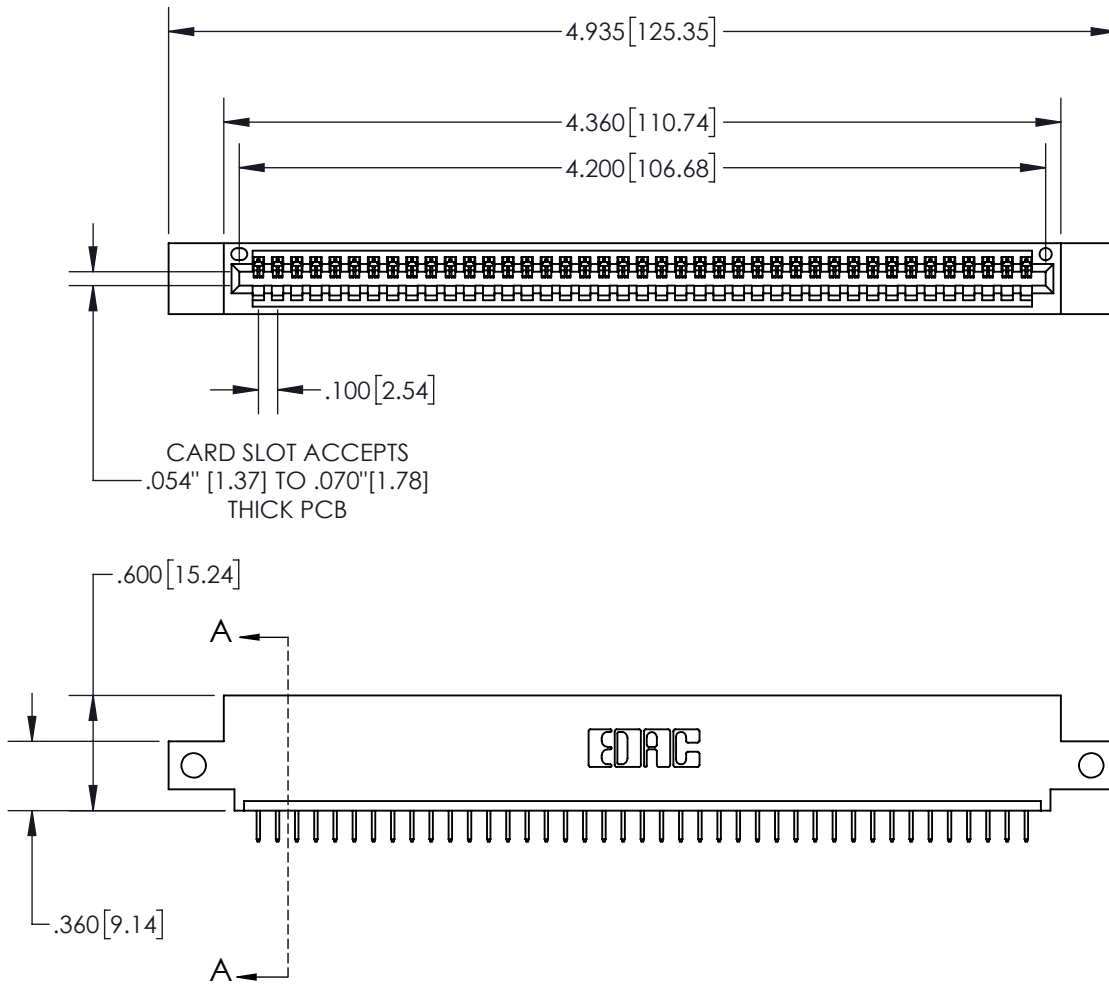 4.935[125.35]
4.360[110.74]
4.200[106.68]
.100[2.54]
CARD SLOT ACCEPTS
.054" [1.37] TO .070"[1.78]
THICK PCB
.600[15.24]
A
EDAC
.360[9.14]
A